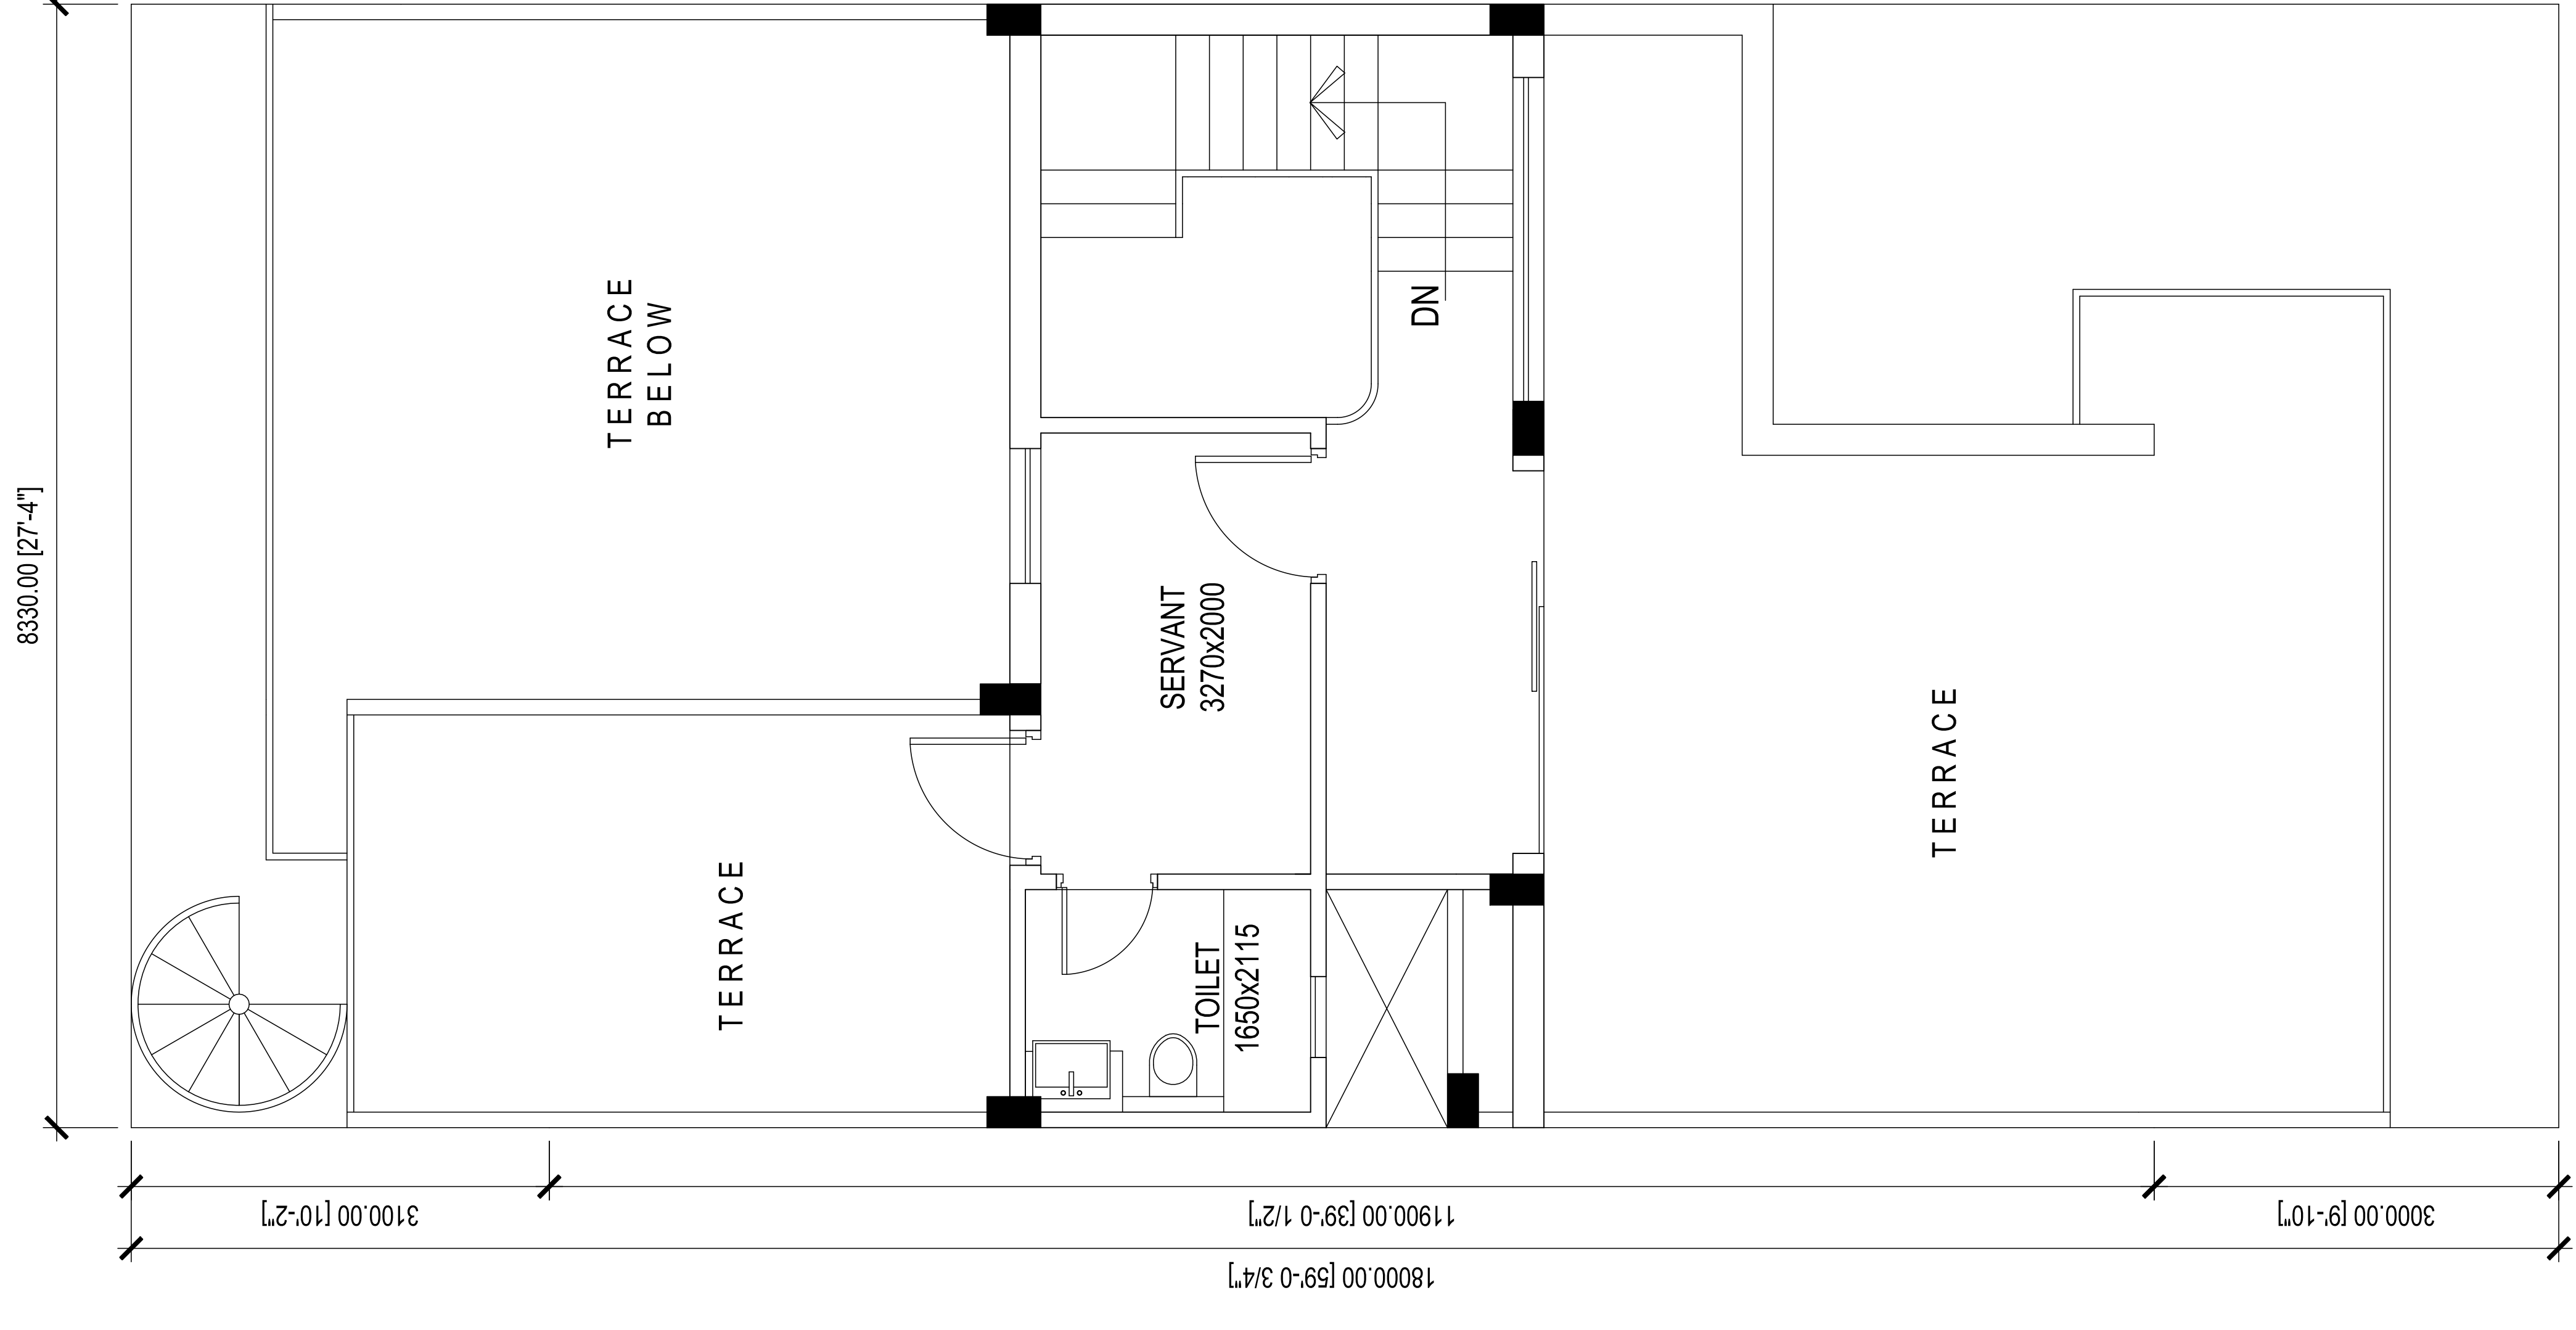 8330.00 [27'-4"]
TERRACE
BELOW
DN
SERVANT
3270x2000
TERRACE
TERRACE
TOILET
1650x2115
3100.00 [10'-2"]
11900.00 [39'-0 1/2"]
3000.00 [9'-10"]
18000.00 [59'-0 3/4"]